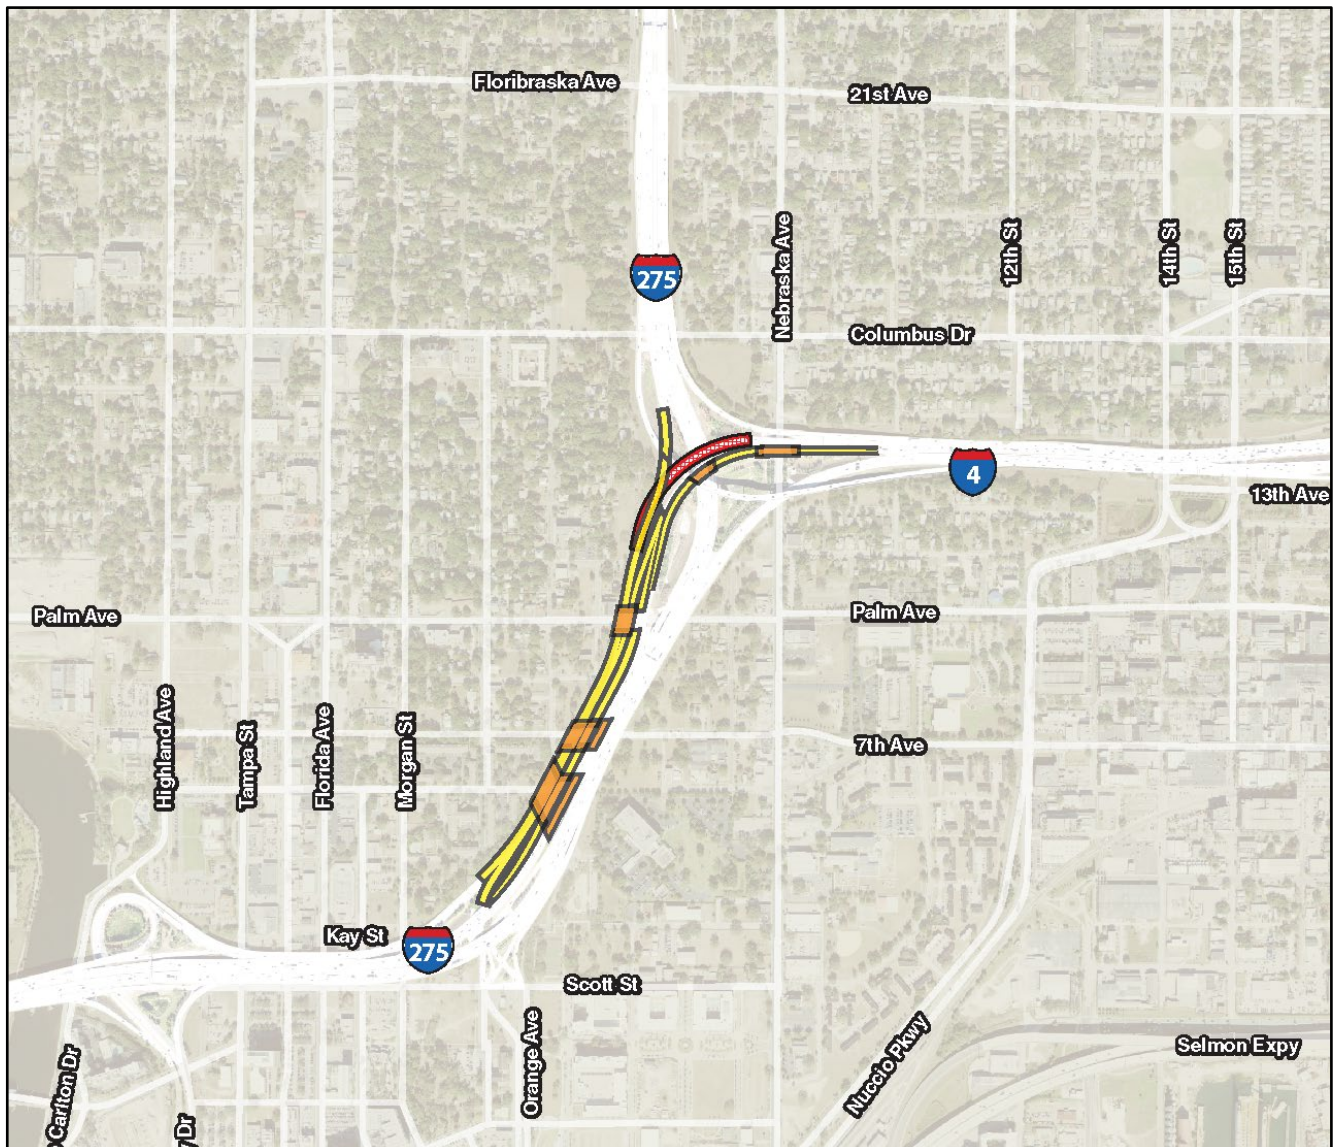 Floribraska Ave
21st Ave
275
Nebraska Ave
12th St
14th St
15th St
Columbus Dr
4
13th Ave
Palm Ave
Palm Ave
Highland Ave
Tampa St
Florida Ave
Morgan St
7th Ave
Kay St
275
Scott St
Orange Ave
Nuccio Pkwy
Selmon Expy
Carlton Dr
Dr